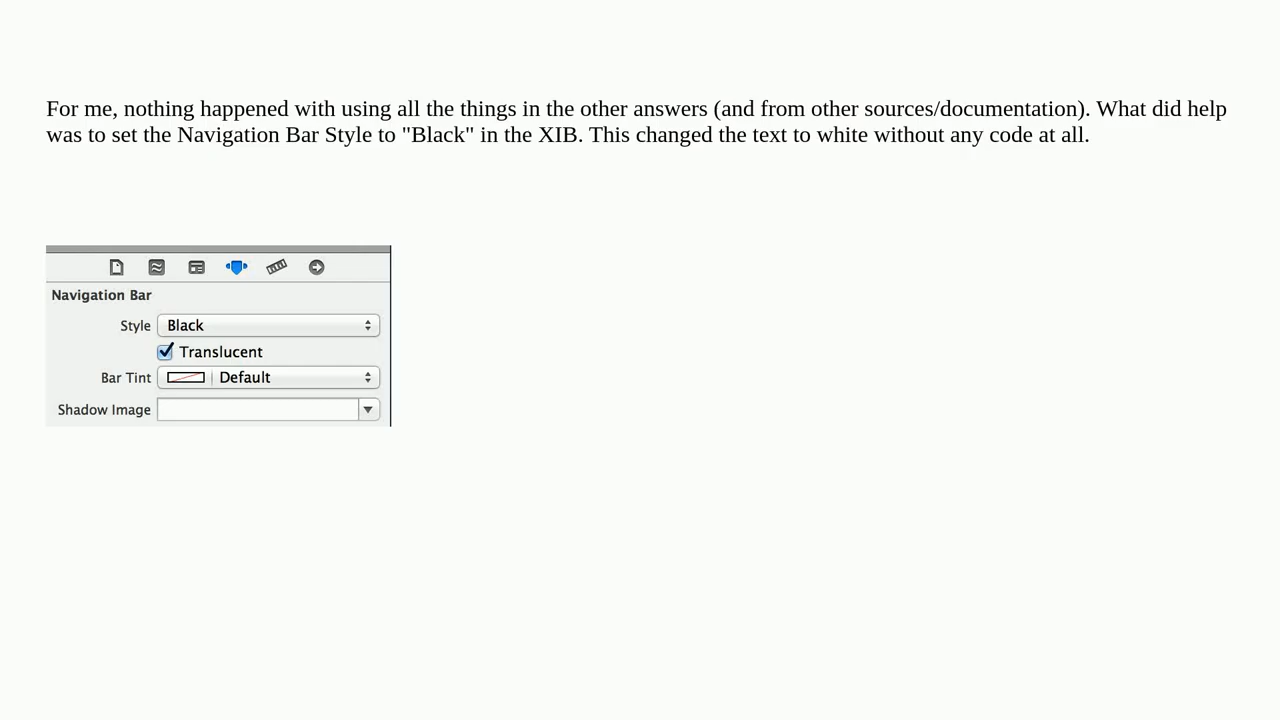 For me, nothing happened with using all the things in the other answers (and from other sources/documentation). What did help
was to set the Navigation Bar Style to "Black" in the XIB. This changed the text to white without any code at all.
Navigation Bar
Style Black
Translucent
Bar Tint Default
Shadow Image